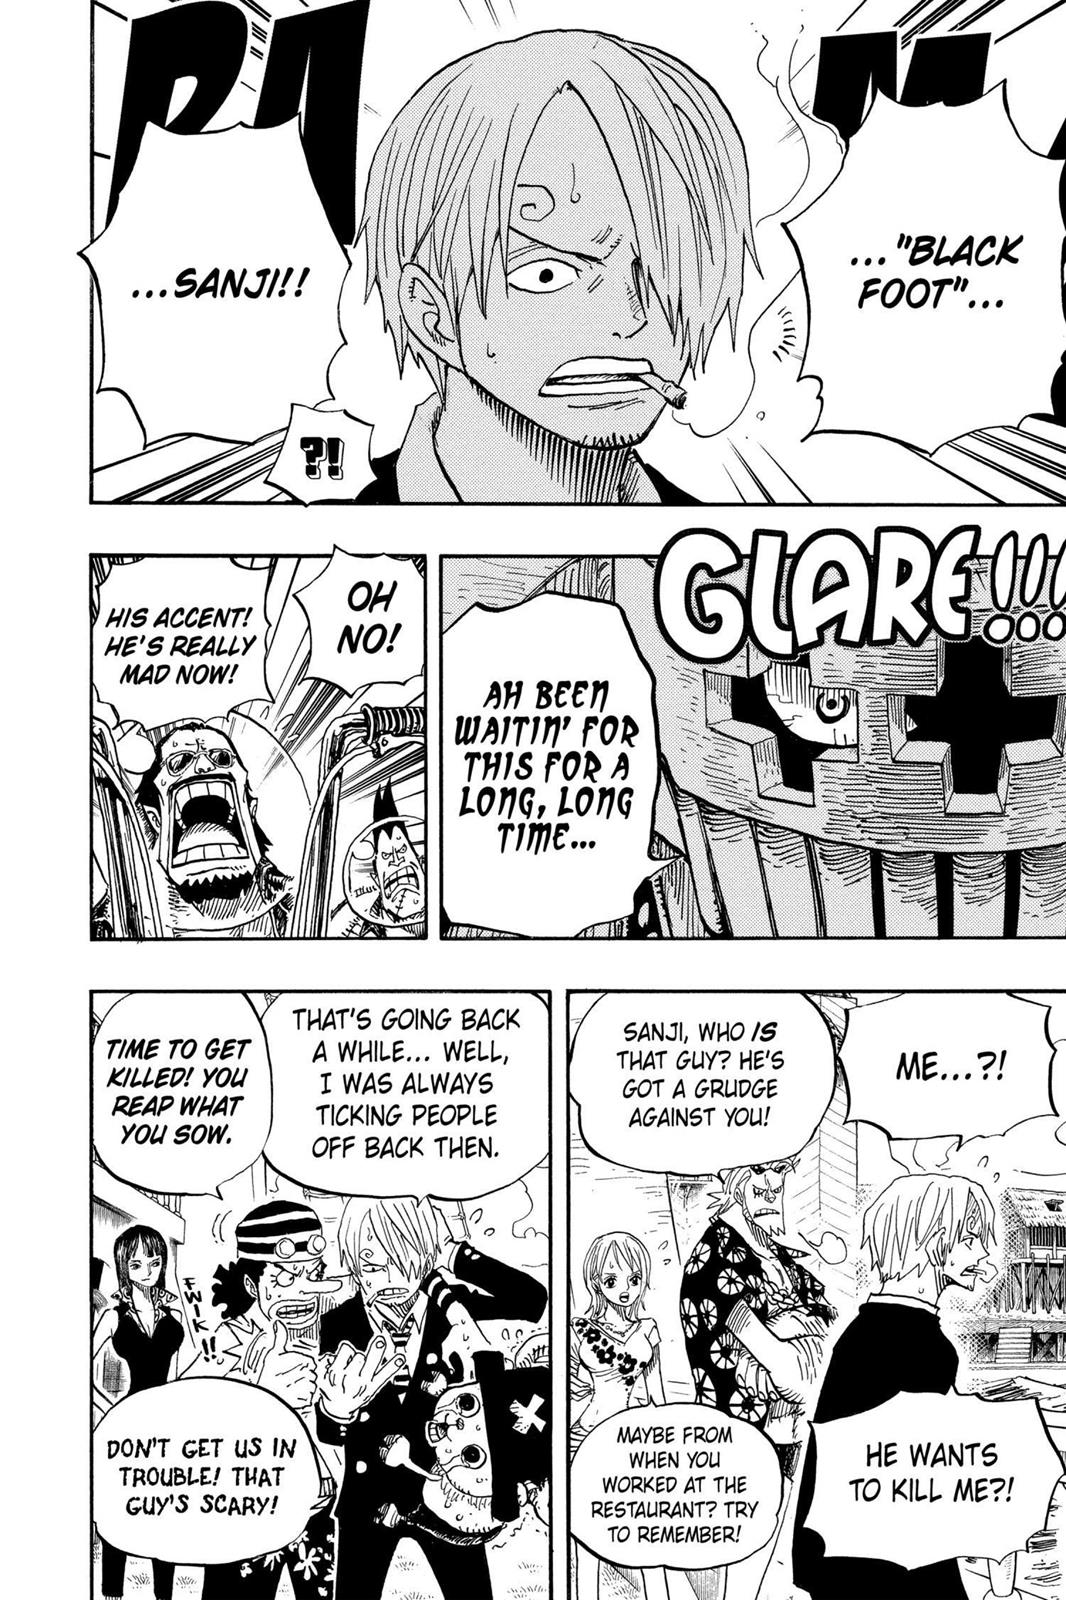 ..."BLACK
FOOT"...
...SANJI!!
?!
GLARE!!!
AH BEEN
WAITIN' FOR
THIS FOR A
LONG, LONG
TIME...
OH
NO!
HIS ACCENT!
HE'S REALLY
MAD NOW!
ME...?!
SANJI, WHO IS
THAT GUY? HE'S
GOT A GRUDGE
AGAINST YOU!
HE WANTS
TO KILL ME?!
MAYBE FROM
WHEN YOU
WORKED AT THE
RESTAURANT? TRY
TO REMEMBER!
THAT'S GOING BACK
A WHILE... WELL,
I WAS ALWAYS
TICKING PEOPLE
OFF BACK THEN.
TIME TO GET
KILLED! YOU
REAP WHAT
YOU SOW.
FWIK!!
DON'T GET US IN
TROUBLE! THAT
GUY'S SCARY!